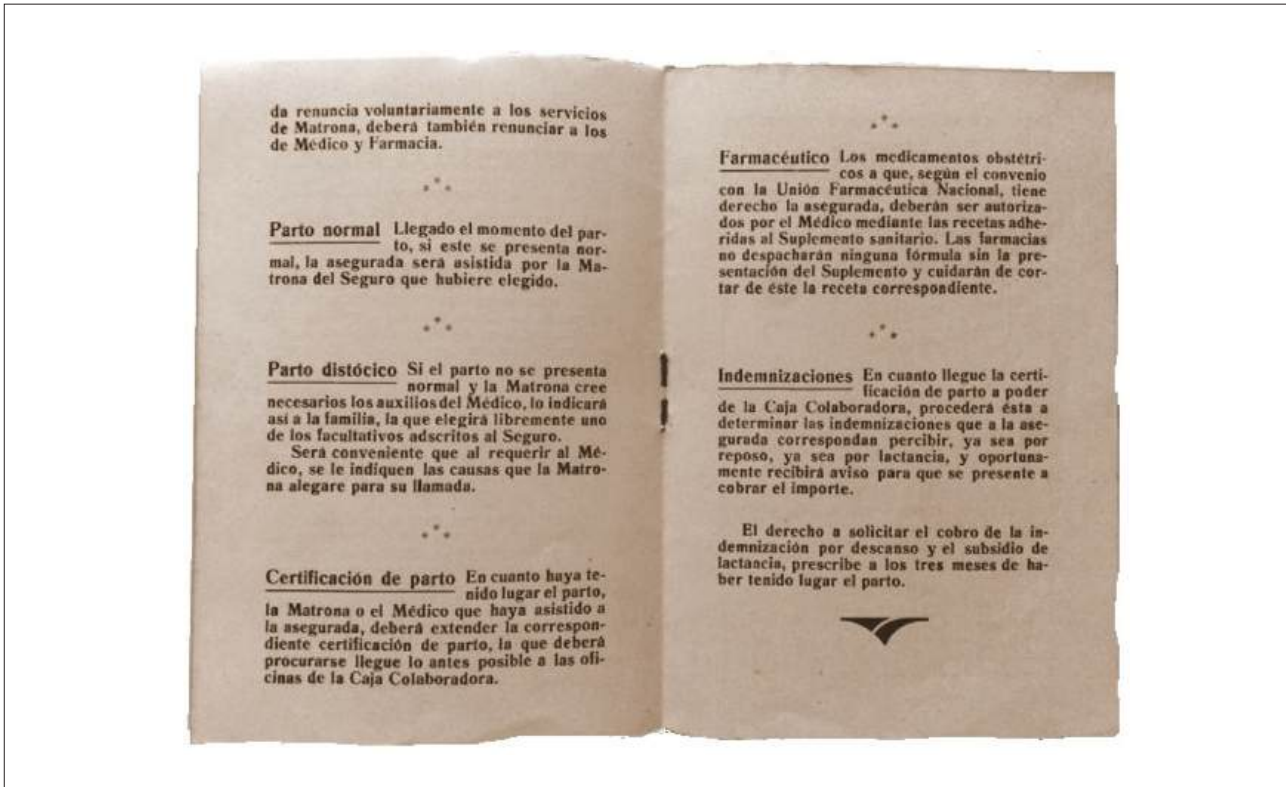 da renuncia voluntariamente a los servicios
de Matrona, deberá también renunciar a los
de Médico y Farmacia.
Parto normal Llegado el momento del par-
to, si este se presenta nor-
mal, la asegurada será asistida por la Ma-
trona del Seguro que hubiere elegido.
Parto distócico Si el parto no se presenta
normal y la Matrona cree
necesarios los auxilios del Médico, lo indicará
así a la familia, la que elegirá libremente uno
de los facultativos adscritos al Seguro.
Será conveniente que al requerir al Mé-
dico, se le indiquen las causas que la Matro-
na alegare para su llamada.
Certificación de parto En cuanto haya te-
nido lugar el parto,
la Matrona o el Médico que haya asistido a
la asegurada, deberá extender la correspon-
diente certificación de parto, la que deberá
procurarse llegue lo antes posible a las ofi-
cinas de la Caja Colaboradora.
Farmacéutico Los medicamentos obstétri-
cos a que, según el convenio
con la Unión Farmacéutica Nacional, tiene
derecho la asegurada, deberán ser autoriza-
dos por el Médico mediante las recetas adhe-
ridas al Suplemento sanitario. Las farmacias
no despacharán ninguna fórmula sin la pre-
sentación del Suplemento y cuidarán de cor-
tar de éste la receta correspondiente.
Indemnizaciones En cuanto llegue la certi-
ficación de parto a poder
de la Caja Colaboradora, procederá ésta a
determinar las indemnizaciones que a la ase-
gurada correspondan percibir, ya sea por
reposo, ya sea por lactancia, y oportuna-
mente recibirá aviso para que se presente a
cobrar el importe.
El derecho a solicitar el cobro de la in-
demnización por descanso y el subsidio de
lactancia, prescribe a los tres meses de ha-
ber tenido lugar el parto.